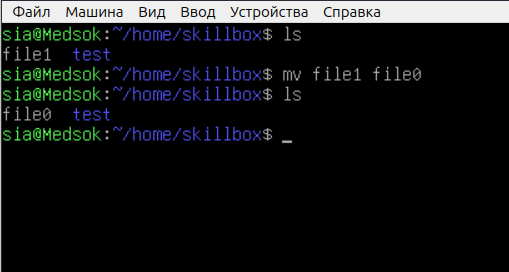 Файл Машина Вид Ввод Устройства Справка
sia@Medsok:~/home/skillbox$ ls
file1 test
sia@Medsok:~/home/skillbox$ mv file1 file0
sia@Medsok:~/home/skillbox$ ls
file0 test
sia@Medsok:~/home/skillbox$ _